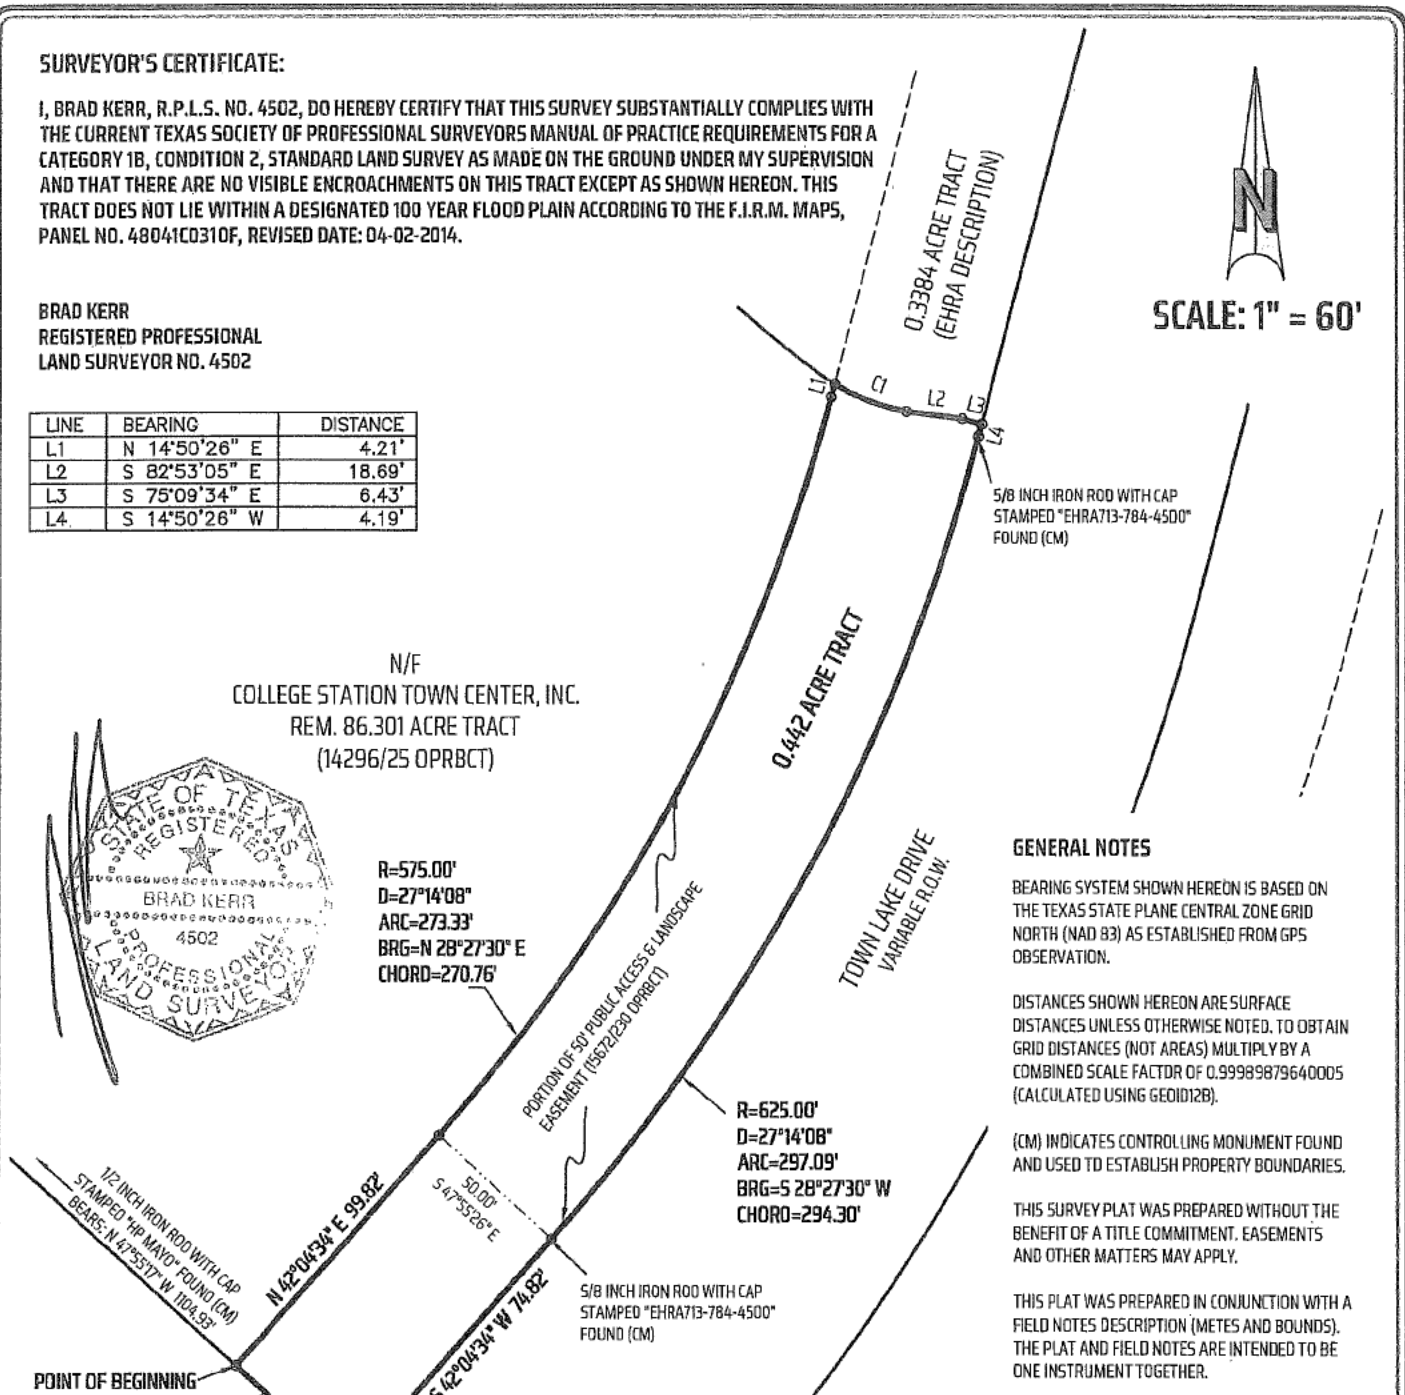 SURVEYOR'S CERTIFICATE:
I, BRAD KERR, R.P.L.S. NO. 4502, DO HEREBY CERTIFY THAT THIS SURVEY SUBSTANTIALLY COMPLIES WITH
THE CURRENT TEXAS SOCIETY OF PROFESSIONAL SURVEYORS MANUAL OF PRACTICE REQUIREMENTS FOR A
CATEGORY 1B, CONDITION 2, STANDARD LAND SURVEY AS MADE ON THE GROUND UNDER MY SUPERVISION
AND THAT THERE ARE NO VISIBLE ENCROACHMENTS ON THIS TRACT EXCEPT AS SHOWN HEREON. THIS
TRACT DOES NOT LIE WITHIN A DESIGNATED 100 YEAR FLOOD PLAIN ACCORDING TO THE F.I.R.M. MAPS,
PANEL NO. 48041C0310F, REVISED DATE: 04-02-2014.
BRAD KERR
REGISTERED PROFESSIONAL
LAND SURVEYOR NO. 4502
LINE BEARING DISTANCE
L1 N 14°50'26" E 4.21'
L2 S 82°53'05" E 18.69'
L3 S 75°09'34" E 6.43'
L4 S 14°50'26" W 4.19'
0.3384 ACRE TRACT
(EHRA DESCRIPTION)
N
SCALE: 1" = 60'
L1
C1
L2
L3
L4
5/8 INCH IRON ROD WITH CAP
STAMPED "EHRA713-784-4500"
FOUND (CM)
0.442 ACRE TRACT
N/F
COLLEGE STATION TOWN CENTER, INC.
REM. 86.301 ACRE TRACT
(14296/25 OPRBCT)
STATE OF TEXAS
REGISTERED
BRAD KERR
4502
PROFESSIONAL
LAND SURVEYOR
R=575.00'
D=27°14'08"
ARC=273.33'
BRG=N 28°27'30" E
CHORD=270.76'
PORTION OF 50' PUBLIC ACCESS & LANDSCAPE
EASEMENT (15672/230 OPRBCT)
TOWN LAKE DRIVE
VARIABLE R.O.W.
R=625.00'
D=27°14'08"
ARC=297.09'
BRG=S 28°27'30" W
CHORD=294.30'
50.00'
S 47°55'26" E
1/2 INCH IRON ROD WITH CAP
STAMPED "HP MAYO" FOUND (CM)
BEARS: N 47°55'17" W 1104.93'
N 42°04'34" E 99.82'
S 42°04'34" W 74.82'
5/8 INCH IRON ROD WITH CAP
STAMPED "EHRA713-784-4500"
FOUND (CM)
POINT OF BEGINNING
GENERAL NOTES
BEARING SYSTEM SHOWN HEREON IS BASED ON
THE TEXAS STATE PLANE CENTRAL ZONE GRID
NORTH (NAD 83) AS ESTABLISHED FROM GPS
OBSERVATION.
DISTANCES SHOWN HEREON ARE SURFACE
DISTANCES UNLESS OTHERWISE NOTED. TO OBTAIN
GRID DISTANCES (NOT AREAS) MULTIPLY BY A
COMBINED SCALE FACTOR OF 0.99989879640005
(CALCULATED USING GEOID12B).
(CM) INDICATES CONTROLLING MONUMENT FOUND
AND USED TO ESTABLISH PROPERTY BOUNDARIES.
THIS SURVEY PLAT WAS PREPARED WITHOUT THE
BENEFIT OF A TITLE COMMITMENT. EASEMENTS
AND OTHER MATTERS MAY APPLY.
THIS PLAT WAS PREPARED IN CONJUNCTION WITH A
FIELD NOTES DESCRIPTION (METES AND BOUNDS).
THE PLAT AND FIELD NOTES ARE INTENDED TO BE
ONE INSTRUMENT TOGETHER.